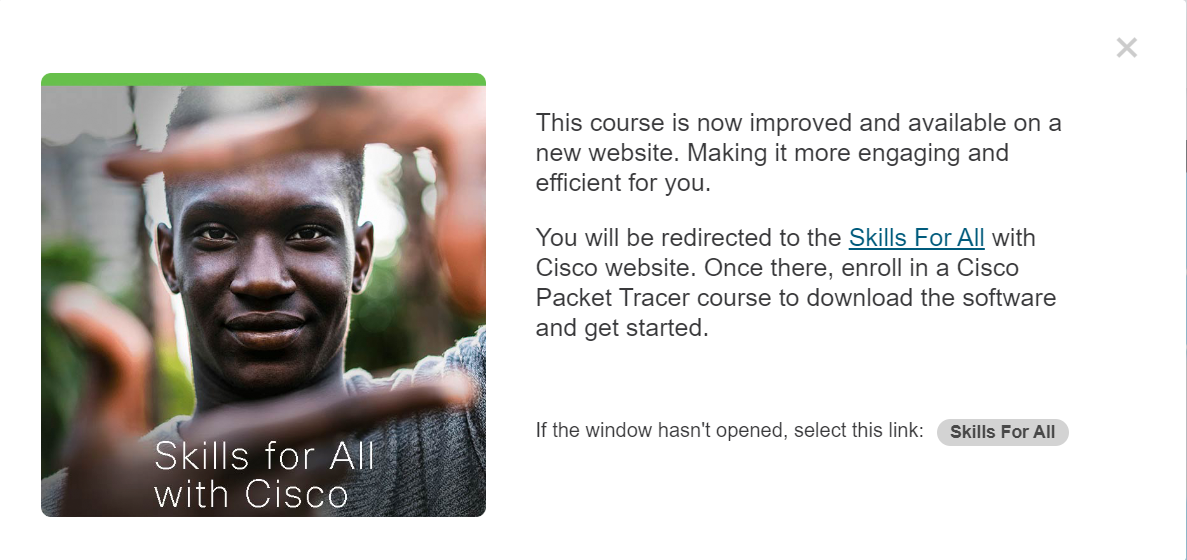 This course is now improved and available on a
new website. Making it more engaging and
efficient for you.
You will be redirected to the Skills For All with
Cisco website. Once there, enroll in a Cisco
Packet Tracer course to download the software
and get started.
If the window hasn't opened, select this link: Skills For All
Skills for All
with Cisco